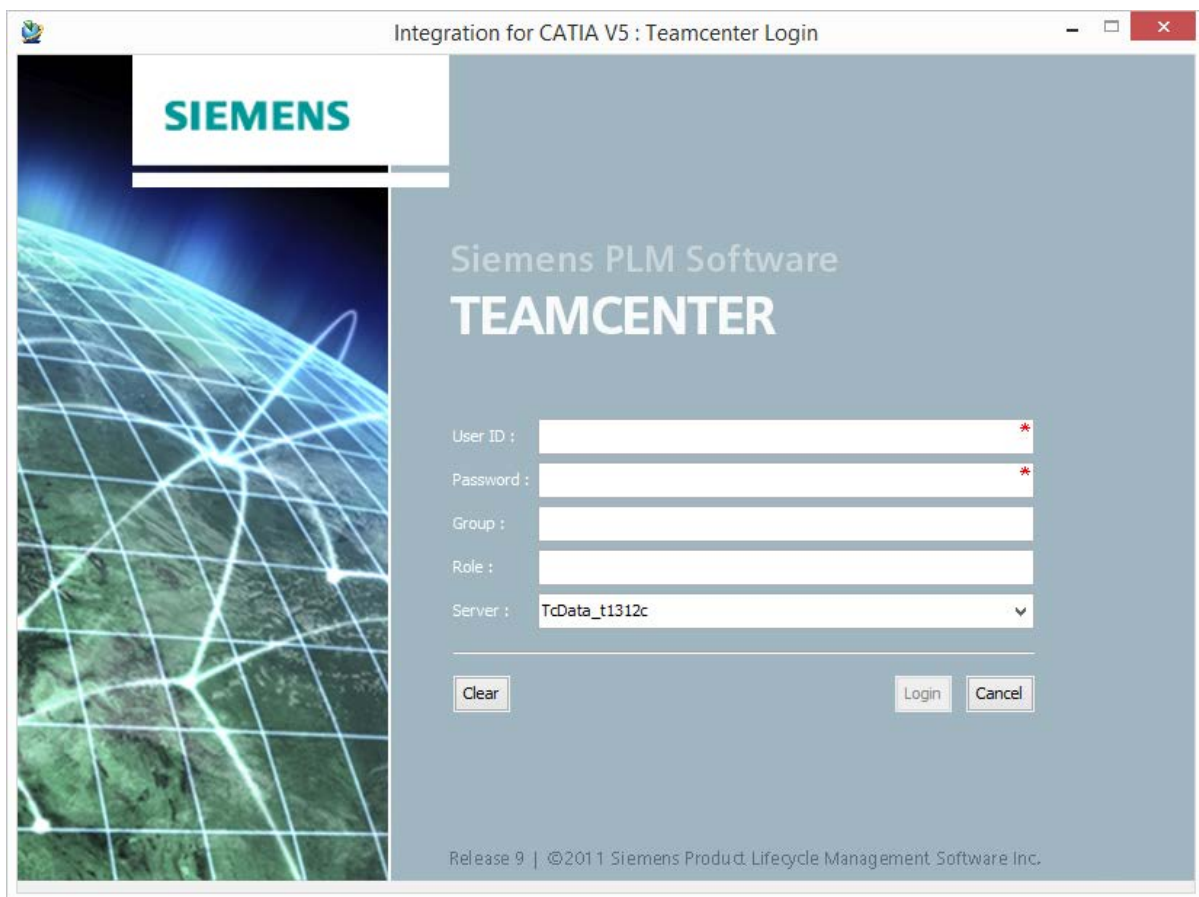 Integration for CATIA V5 : Teamcenter Login
SIEMENS
Siemens PLM Software
TEAMCENTER
User ID : *
Password : *
Group :
Role :
Server : TcData_t1312c
Clear Login Cancel
Release 9 | ©2011 Siemens Product Lifecycle Management Software Inc.